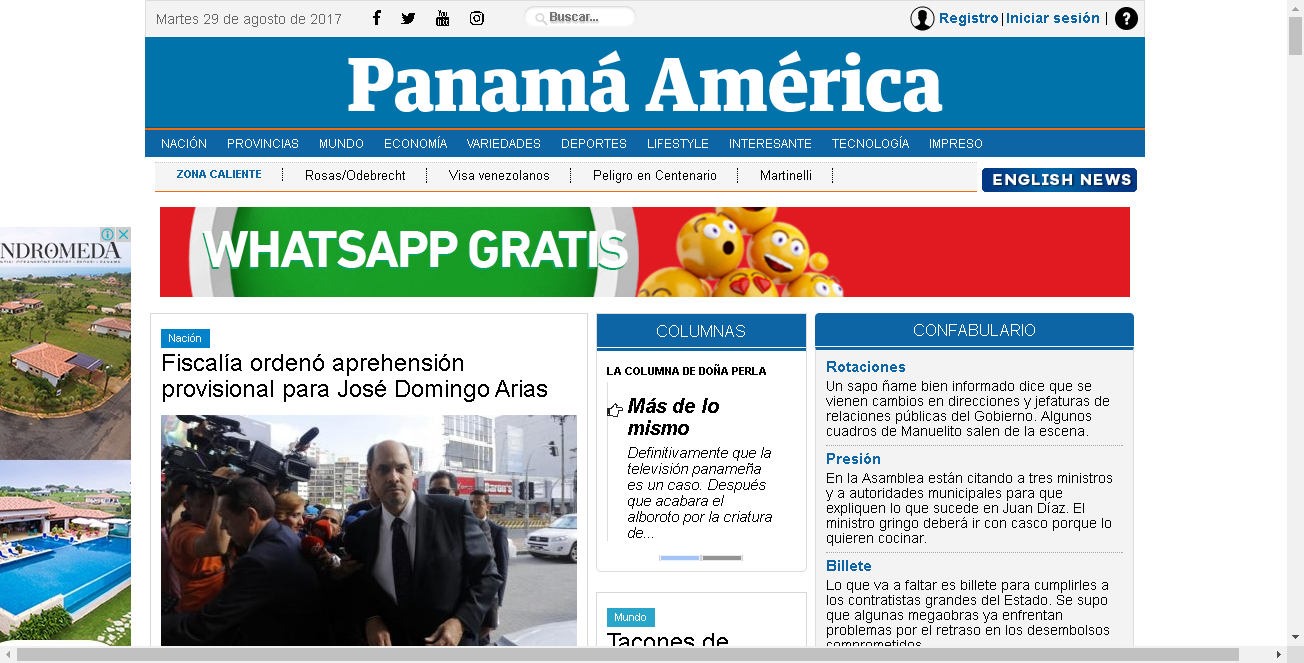 Martes 29 de agosto de 2017
Buscar...
Registro | Iniciar sesión | ?
Panamá América
NACIÓN PROVINCIAS MUNDO ECONOMÍA VARIEDADES DEPORTES LIFESTYLE INTERESANTE TECNOLOGÍA IMPRESO
ZONA CALIENTE Rosas/Odebrecht Visa venezolanos Peligro en Centenario Martinelli
ENGLISH NEWS
WHATSAPP GRATIS
NDROMEDA
Nación
Fiscalía ordenó aprehensión
provisional para José Domingo Arias
COLUMNAS
LA COLUMNA DE DOÑA PERLA
Más de lo
mismo
Definitivamente que la
televisión panameña
es un caso. Después
que acabara el
alboroto por la criatura
de...
Mundo
Tacones de
CONFABULARIO
Rotaciones
Un sapo ñame bien informado dice que se
vienen cambios en direcciones y jefaturas de
relaciones públicas del Gobierno. Algunos
cuadros de Manuelito salen de la escena.
Presión
En la Asamblea están citando a tres ministros
y a autoridades municipales para que
expliquen lo que sucede en Juan Díaz. El
ministro gringo deberá ir con casco porque lo
quieren cocinar.
Billete
Lo que va a faltar es billete para cumplirles a
los contratistas grandes del Estado. Se supo
que algunas megaobras ya enfrentan
problemas por el retraso en los desembolsos
comprometidos.